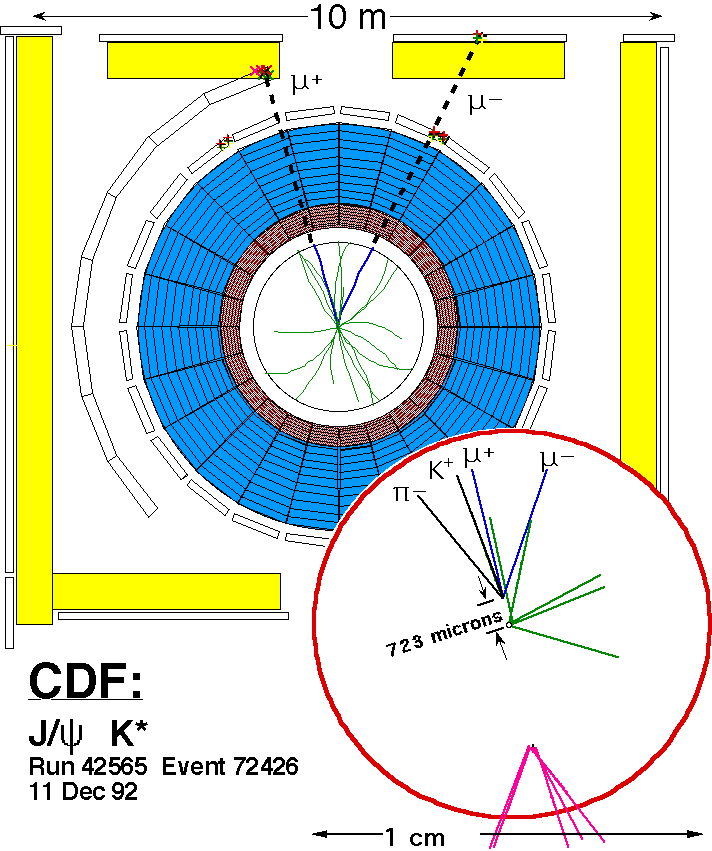 10 m
μ+
μ−
K+
μ+
μ−
π−
723 microns
CDF:
J/ψ K*
Run 42565 Event 72426
11 Dec 92
1 cm